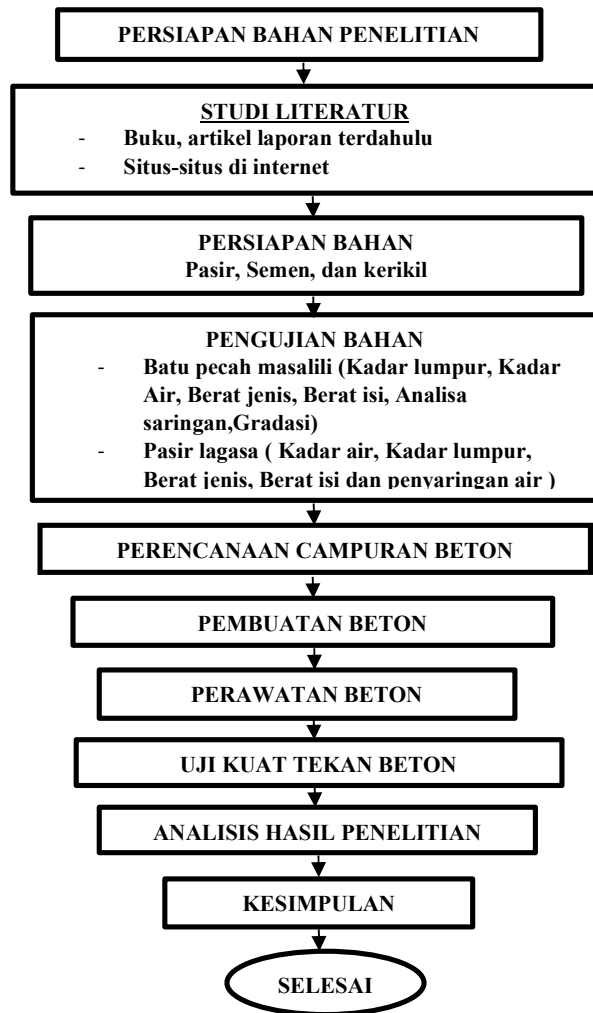 PERSIAPAN BAHAN PENELITIAN
STUDI LITERATUR
- Buku, artikel laporan terdahulu
- Situs-situs di internet
PERSIAPAN BAHAN
Pasir, Semen, dan kerikil
PENGUJIAN BAHAN
- Batu pecah masalili (Kadar lumpur, Kadar
Air, Berat jenis, Berat isi, Analisa
saringan,Gradasi)
- Pasir lagasa ( Kadar air, Kadar lumpur,
Berat jenis, Berat isi dan penyaringan air )
PERENCANAAN CAMPURAN BETON
PEMBUATAN BETON
PERAWATAN BETON
UJI KUAT TEKAN BETON
ANALISIS HASIL PENELITIAN
KESIMPULAN
SELESAI